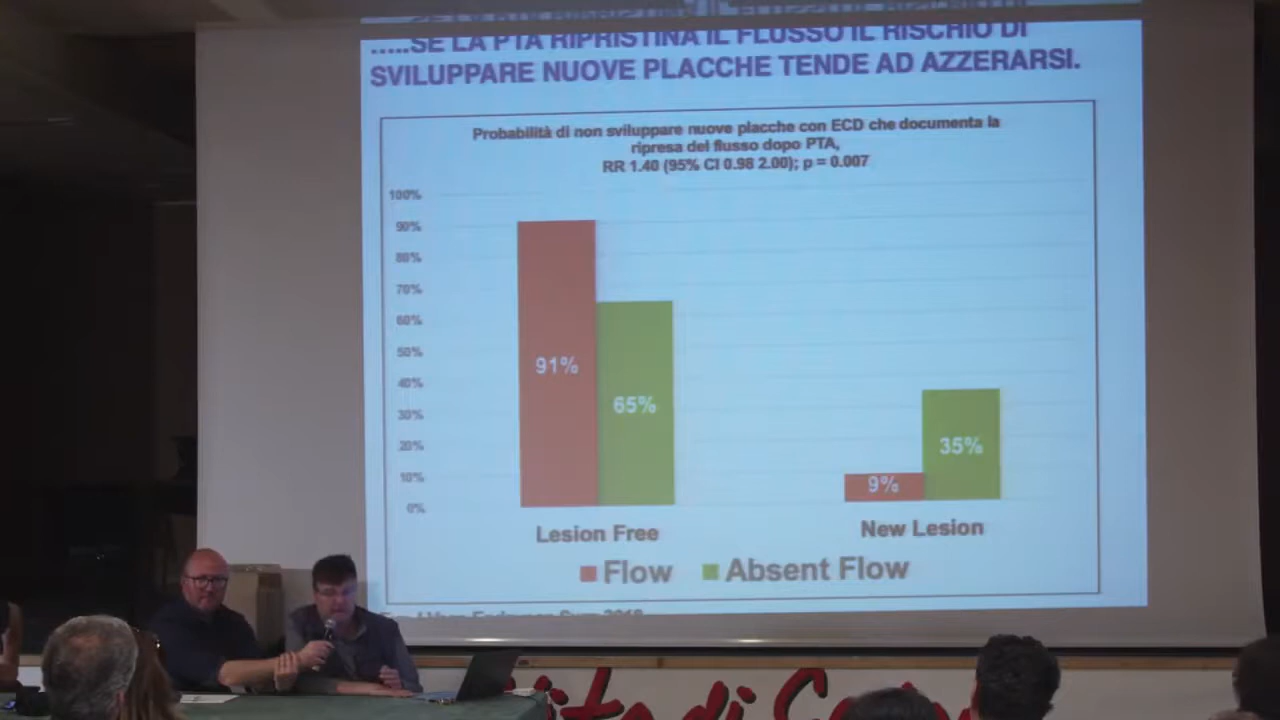 .....SE LA PTA RIPRISTINA IL FLUSSO IL RISCHIO DI
SVILUPPARE NUOVE PLACCHE TENDE AD AZZERARSI.
Probabilità di non sviluppare nuove placche con ECD che documenta la
ripresa del flusso dopo PTA,
RR 1.40 (95% CI 0.98 2.00); p = 0.007
100%
90%
80%
70%
60%
50%
40%
30%
20%
10%
0%
91%
65%
9%
35%
Lesion Free
New Lesion
Flow
Absent Flow
di